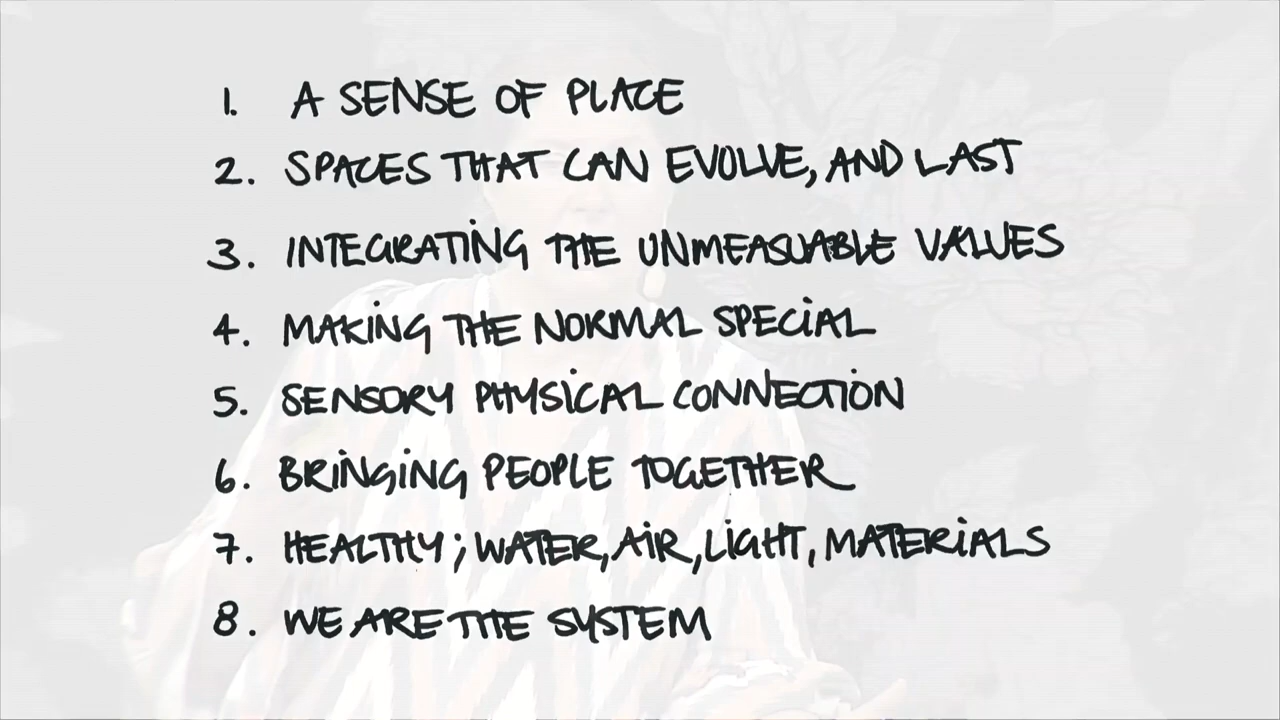 1. A SENSE OF PLACE
2. SPACES THAT CAN EVOLVE, AND LAST
3. INTEGRATING THE UNMEASUABLE VALUES
4. MAKING THE NORMAL SPECIAL
5. SENSORY PHYSICAL CONNECTION
6. BRINGING PEOPLE TOGETHER
7. HEALTHY; WATER, AIR, LIGHT, MATERIALS
8. WE ARE THE SYSTEM